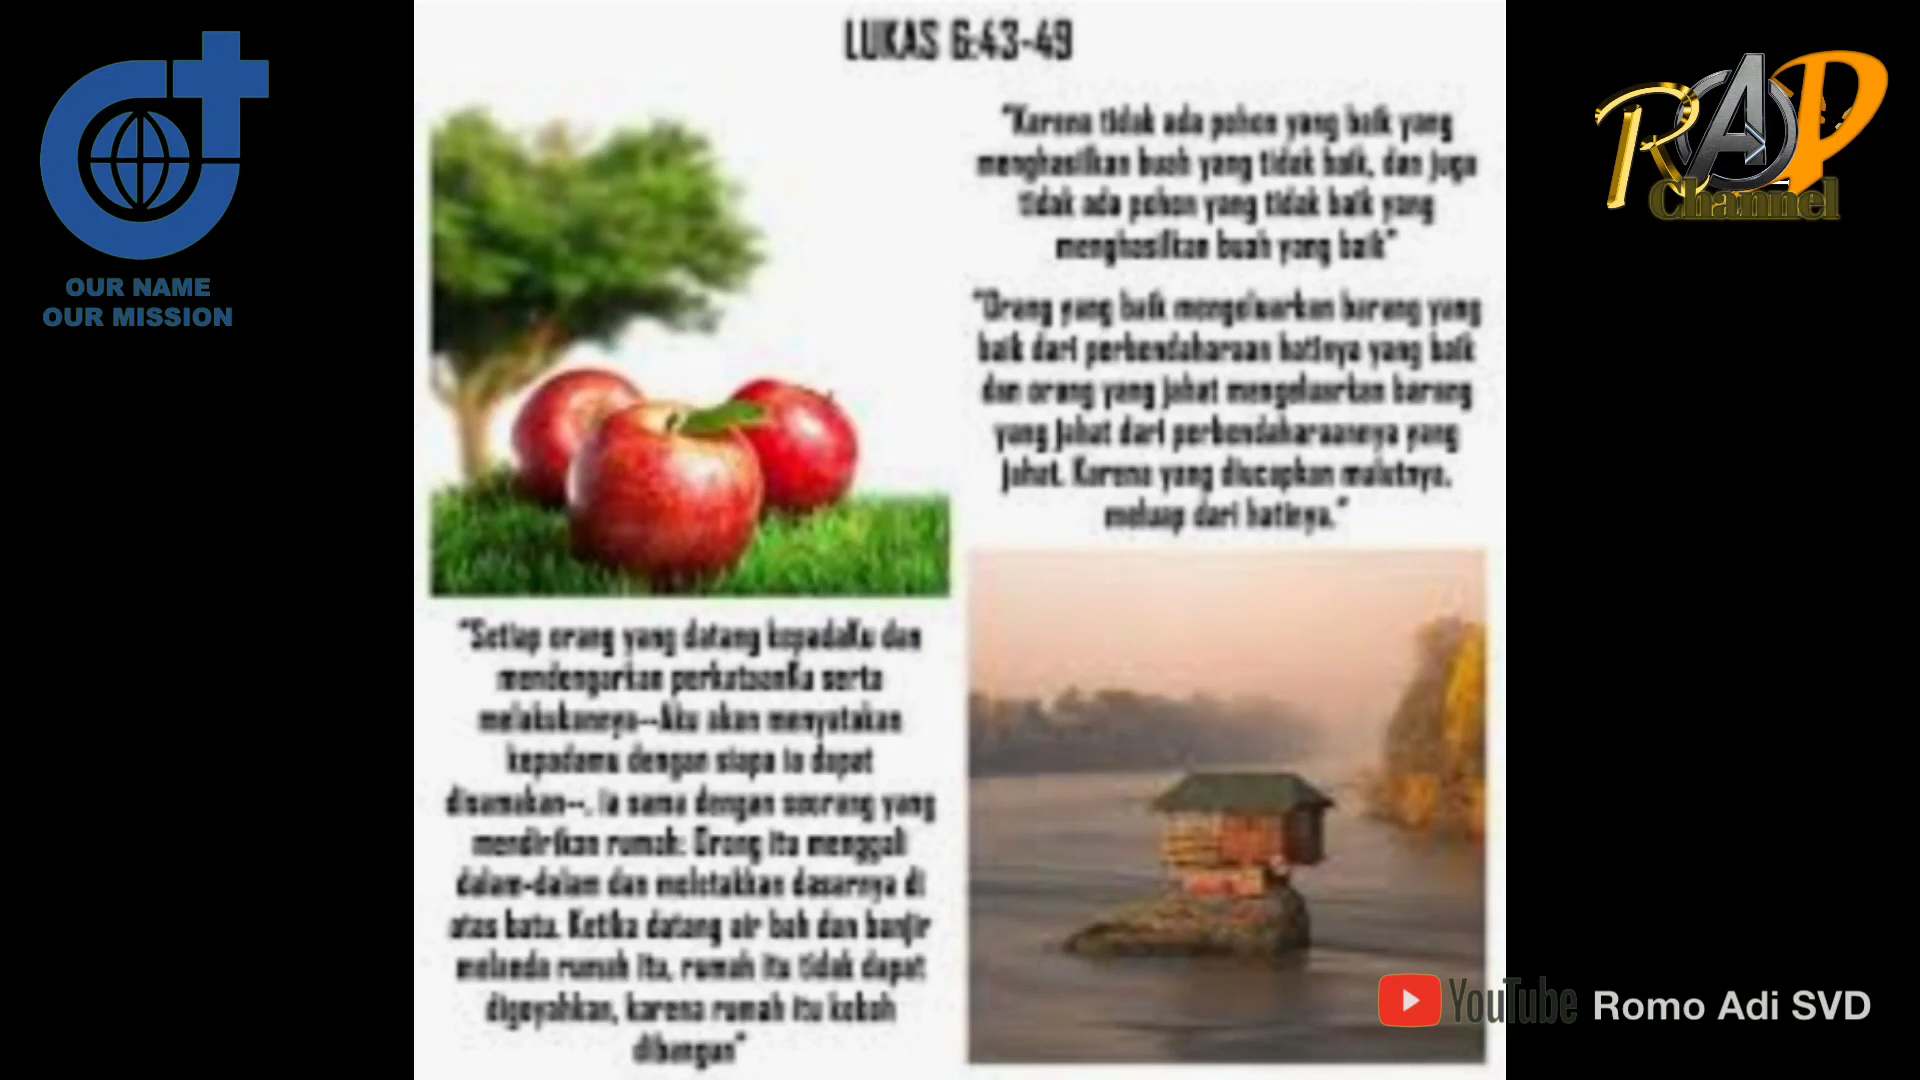 LUKAS 6:43-49
OUR NAME
OUR MISSION
RAP
Channel
"Karena tidak ada pohon yang baik yang
menghasilkan buah yang tidak baik, dan juga
tidak ada pohon yang tidak baik yang
menghasilkan buah yang baik"
"Orang yang baik mengeluarkan barang yang
baik dari perbendaharaan hatinya yang baik
dan orang yang jahat mengeluarkan barang
yang jahat dari perbendaharaannya yang
jahat. Karena yang diucapkan mulutnya,
meluap dari hatinya."
"Setiap orang yang datang kepadaKu dan
mendengarkan perkataanKu serta
melakukannya--Aku akan menyatakan
kepadamu dengan siapa ia dapat
disamakan--, ia sama dengan seorang yang
mendirikan rumah: Orang itu menggali
dalam-dalam dan meletakkan dasarnya di
atas batu. Ketika datang air bah dan banjir
melanda rumah itu, rumah itu tidak dapat
digoyahkan, karena rumah itu kokoh
dibangun"
YouTube Romo Adi SVD